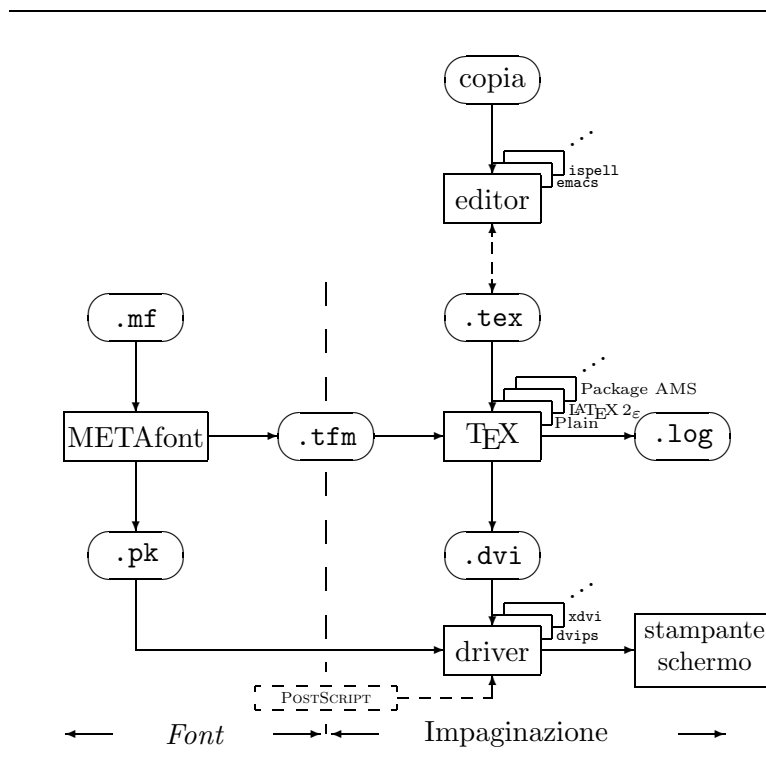 copia
ispell
emacs
editor
.mf
.tex
Package AMS
LATEX 2ε
Plain
METAfont
.tfm
TEX
.log
.pk
.dvi
xdvi
dvips
driver
stampante
schermo
POSTSCRIPT
Font
Impaginazione